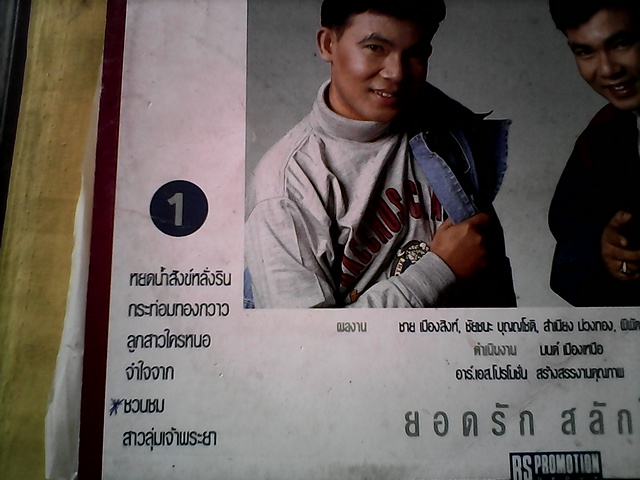 1
หยดน้ำสังข์หลั่งริน
กระท่อมทองกวาว
ลูกสาวใครหนอ
จำใจจาก
ชวนชม
สาวลุ่มเจ้าพระยา
ผลงาน ชาย เมืองสิงห์, ชัยชนะ บุญญโชติ, สำเนียง ม่วงทอง,
ดำเนินงาน มนต์ เมืองเหนือ
อาร์.เอส.โปรโมชั่น สร้างสรรงานคุณภาพ
ยอดรัก สลัก
RS PROMOTION